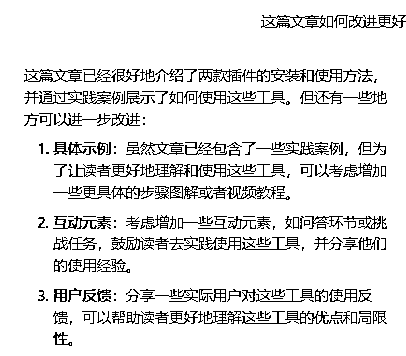 这篇文章如何改进更好
这篇文章已经很好地介绍了两款插件的安装和使用方法，
并通过实践案例展示了如何使用这些工具。但还有一些地
方可以进一步改进：
1. 具体示例：虽然文章已经包含了一些实践案例，但为
了让读者更好地理解和使用这些工具，可以考虑增加
一些更具体的步骤图解或者视频教程。
2. 互动元素：考虑增加一些互动元素，如问答环节或挑
战任务，鼓励读者去实践使用这些工具，并分享他们
的使用经验。
3. 用户反馈：分享一些实际用户对这些工具的使用反
馈，可以帮助读者更好地理解这些工具的优点和局限
性。